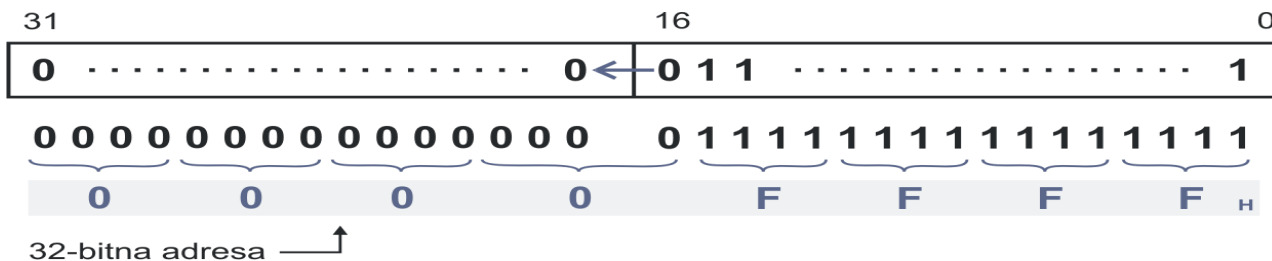 31 16 0
0 . . . . . . . . . . . . . . . . . . 0 ← 0 1 1 . . . . . . . . . . . . . . . . . 1
0 0 0 0 0 0 0 0 0 0 0 0 0 0 0 0 1 1 1 1 1 1 1 1 1 1 1 1 1 1 1 1
0 0 0 0 F F F F H
32-bitna adresa